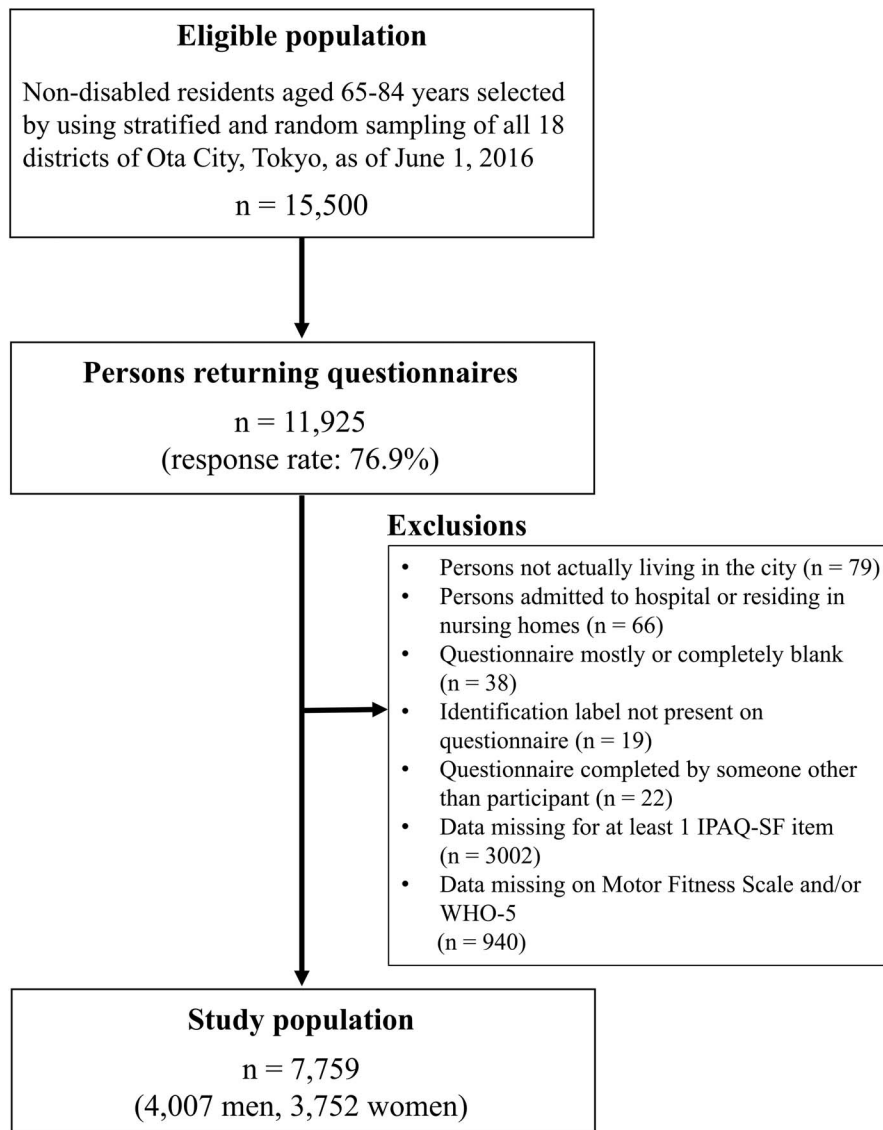 Eligible population
Non-disabled residents aged 65-84 years selected
by using stratified and random sampling of all 18
districts of Ota City, Tokyo, as of June 1, 2016
n = 15,500
Persons returning questionnaires
n = 11,925
(response rate: 76.9%)
Exclusions
• Persons not actually living in the city (n = 79)
• Persons admitted to hospital or residing in
nursing homes (n = 66)
• Questionnaire mostly or completely blank
(n = 38)
• Identification label not present on
questionnaire (n = 19)
• Questionnaire completed by someone other
than participant (n = 22)
• Data missing for at least 1 IPAQ-SF item
(n = 3002)
• Data missing on Motor Fitness Scale and/or
WHO-5
(n = 940)
Study population
n = 7,759
(4,007 men, 3,752 women)